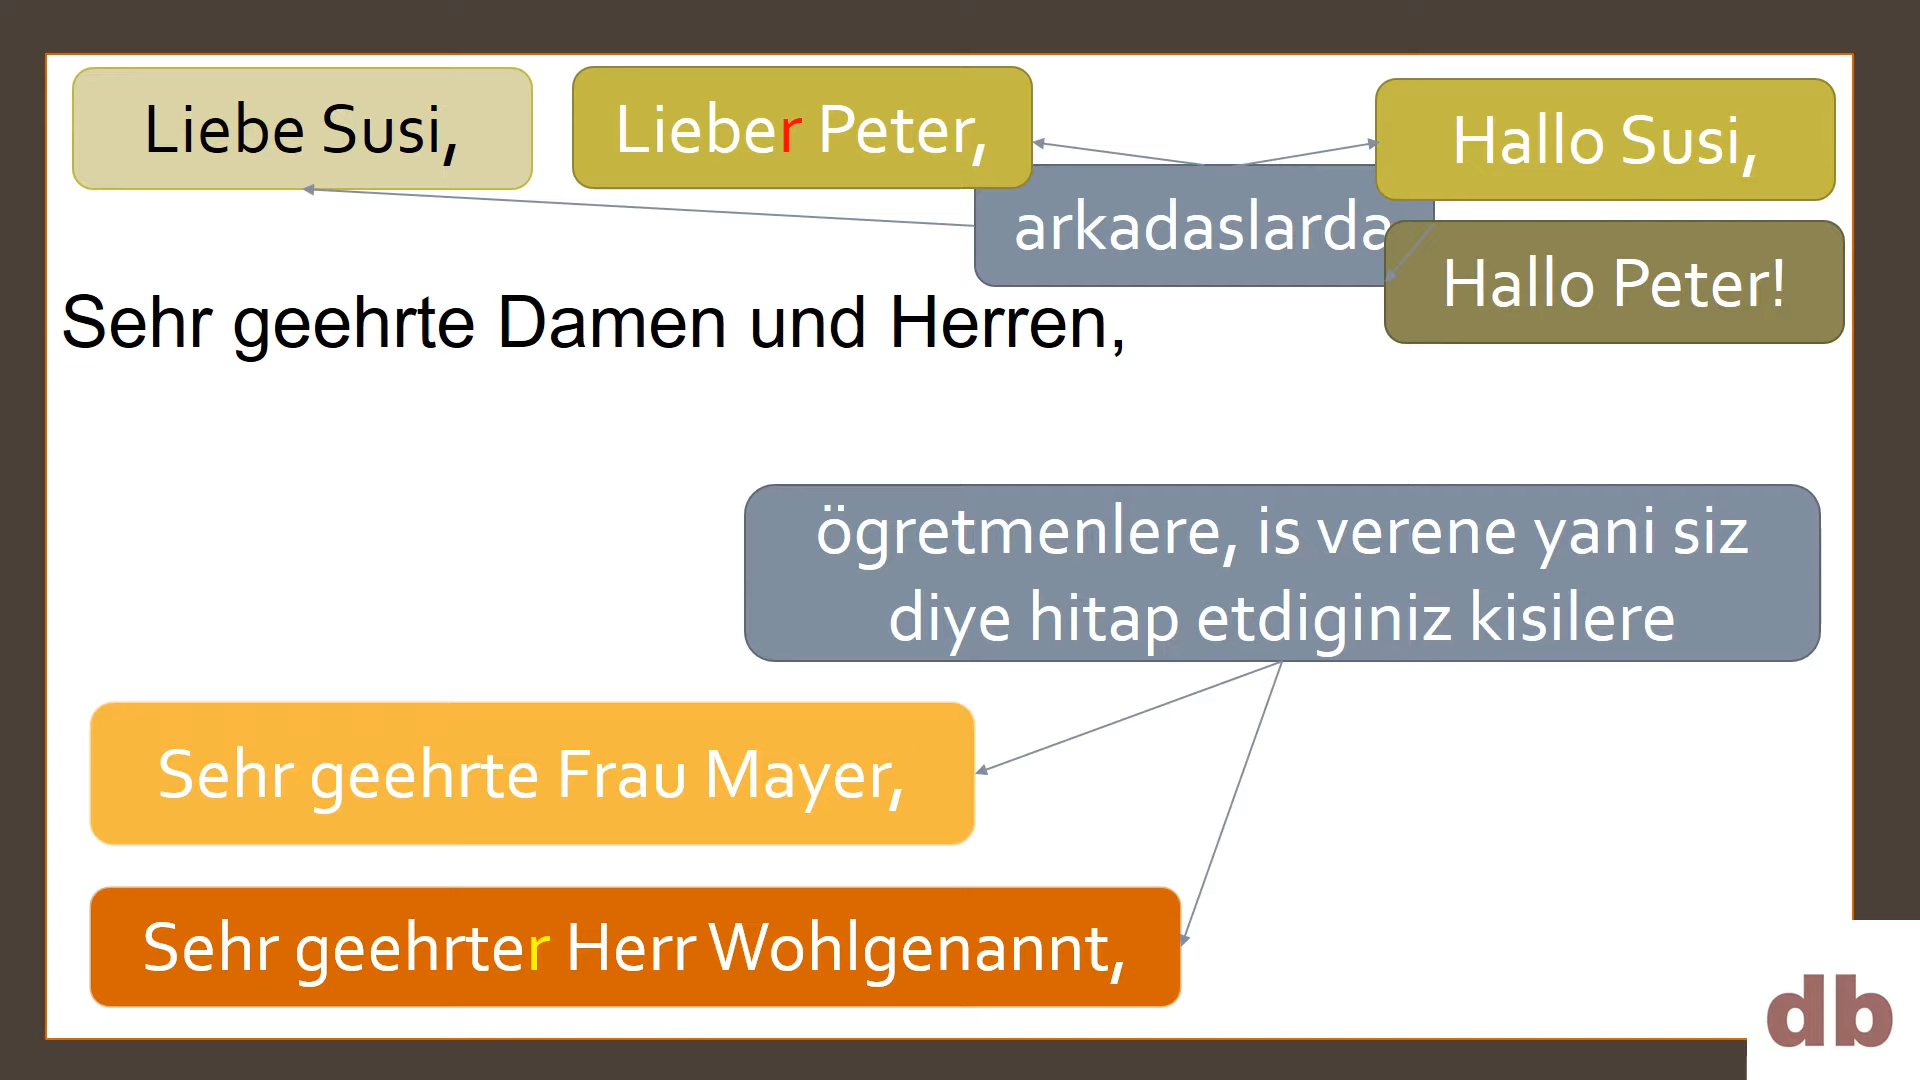 Liebe Susi,
Lieber Peter,
Hallo Susi,
arkadaslarda
Hallo Peter!
Sehr geehrte Damen und Herren,
ögretmenlere, is verene yani siz
diye hitap etdiginiz kisilere
Sehr geehrte Frau Mayer,
Sehr geehrter Herr Wohlgenannt,
db